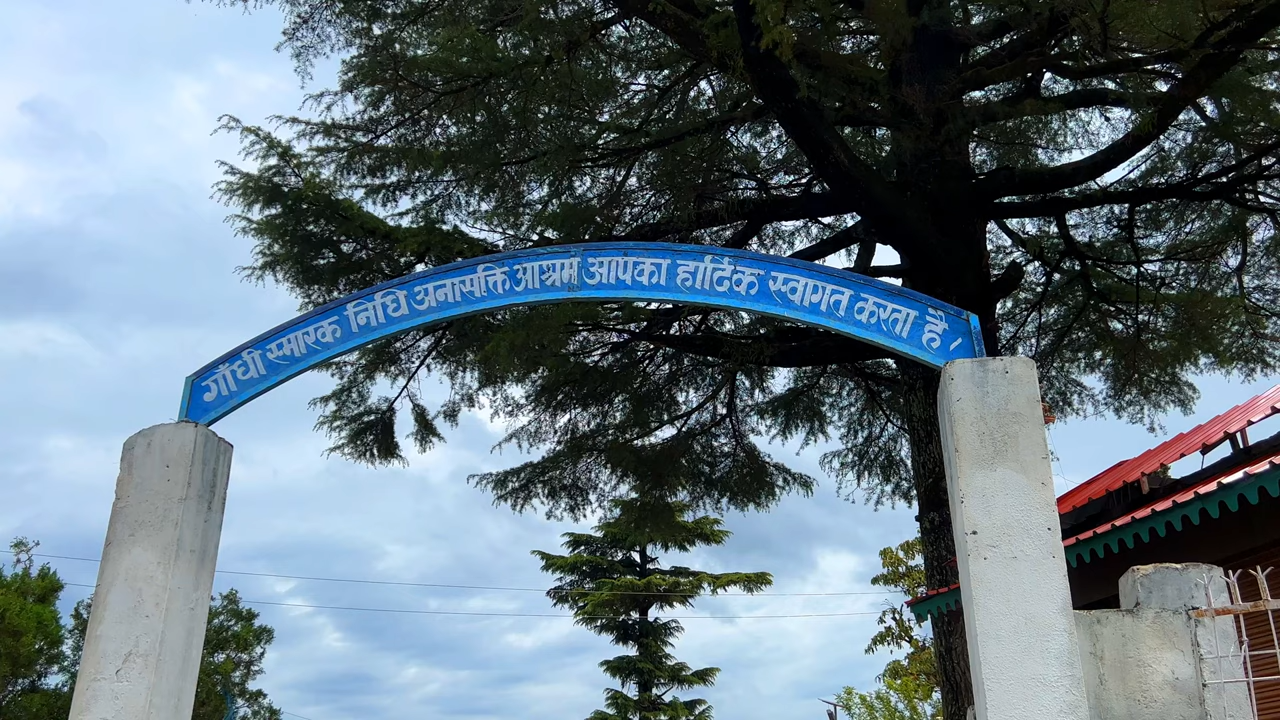 गाँधी स्मारक निधि अनासक्ति आश्रम आपका हार्दिक स्वागत करता है ।